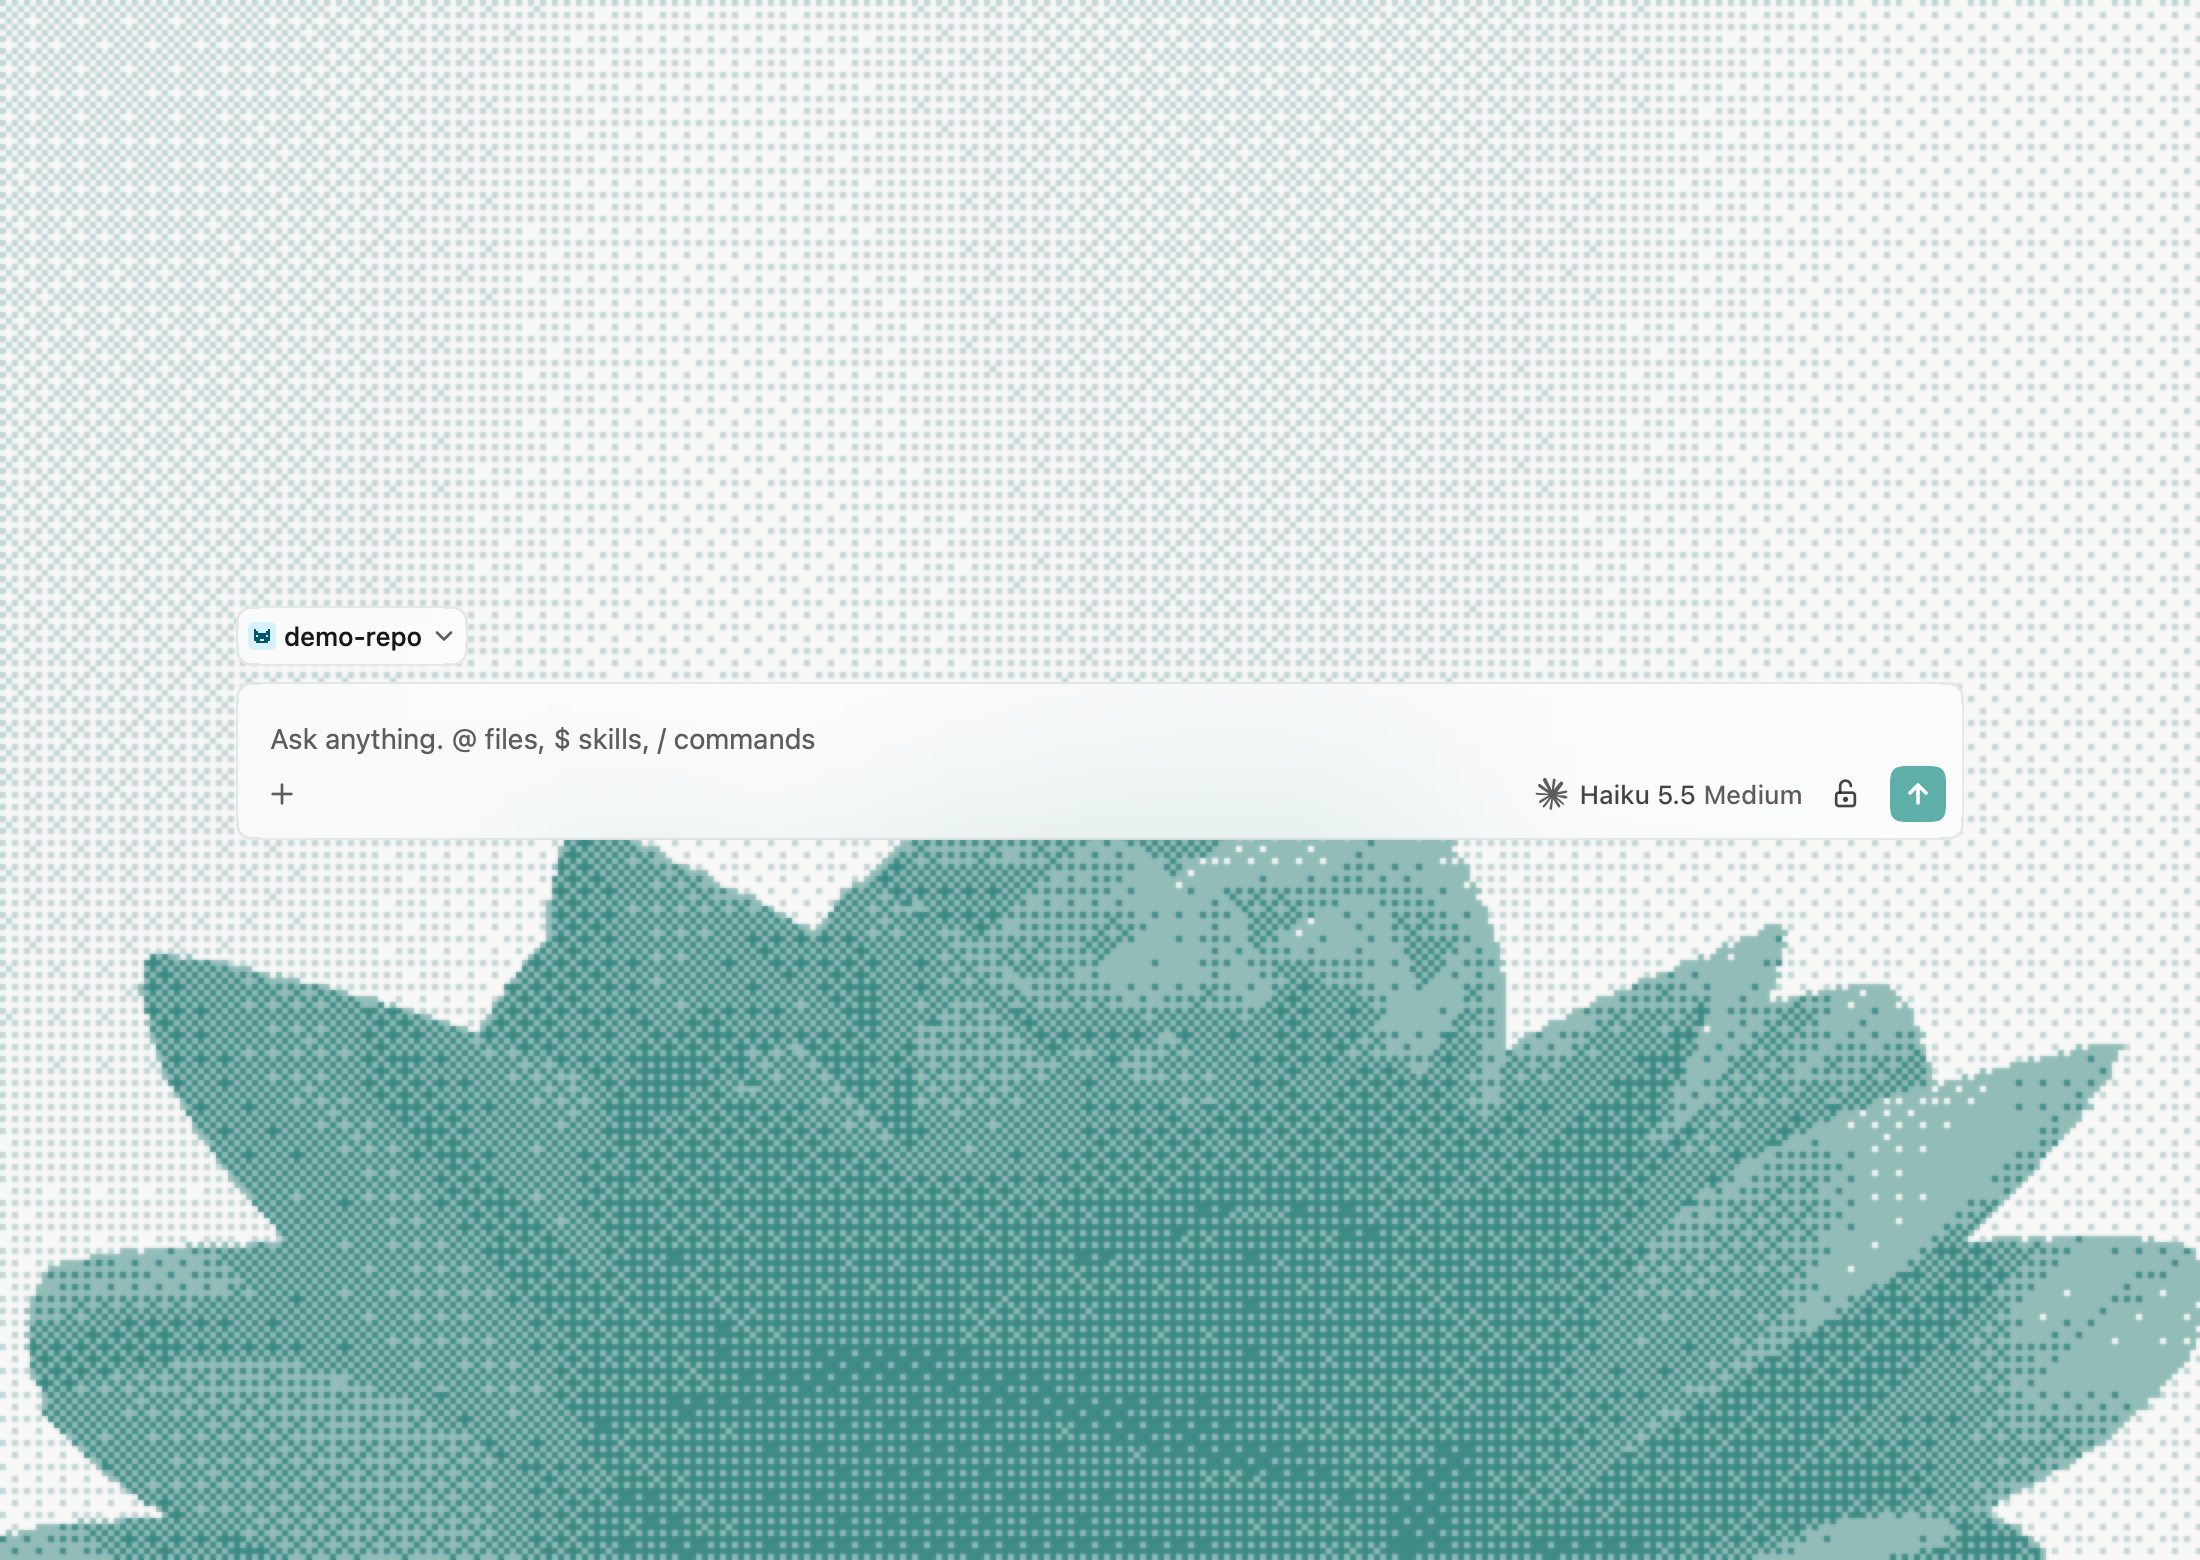 demo-repo
Ask anything. @ files, $ skills, / commands
Haiku 5.5 Medium